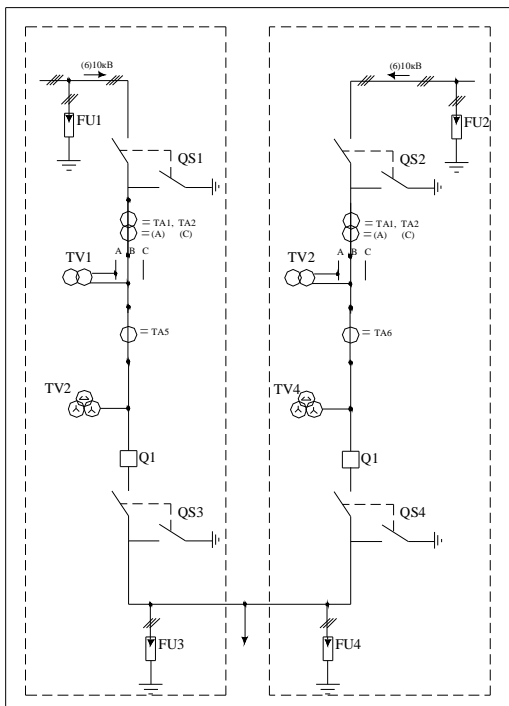 (6)10кВ
(6)10кВ
FU1
FU2
QS1
QS2
= TA1, TA2
= (A) (C)
= TA1, TA2
= (A) (C)
A B C
A B C
TV1
TV2
= TA5
= TA6
TV2
TV4
Q1
Q1
QS3
QS4
FU3
FU4